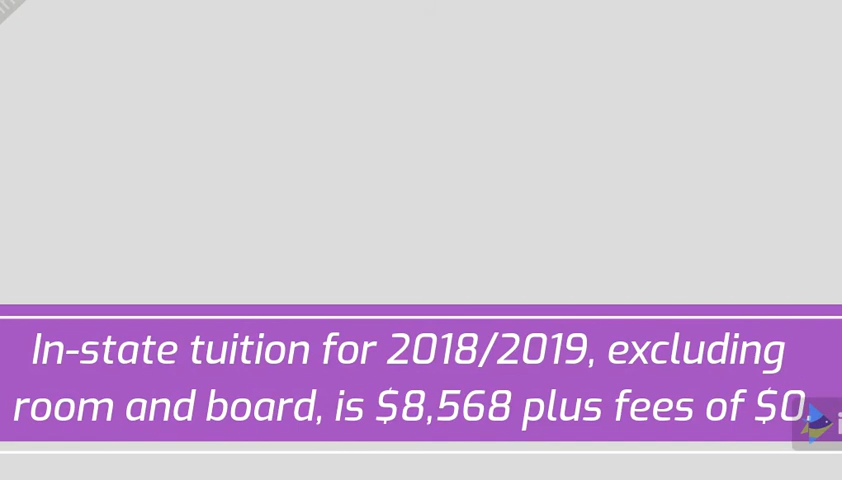 In-state tuition for 2018/2019, excluding
room and board, is $8,568 plus fees of $0.